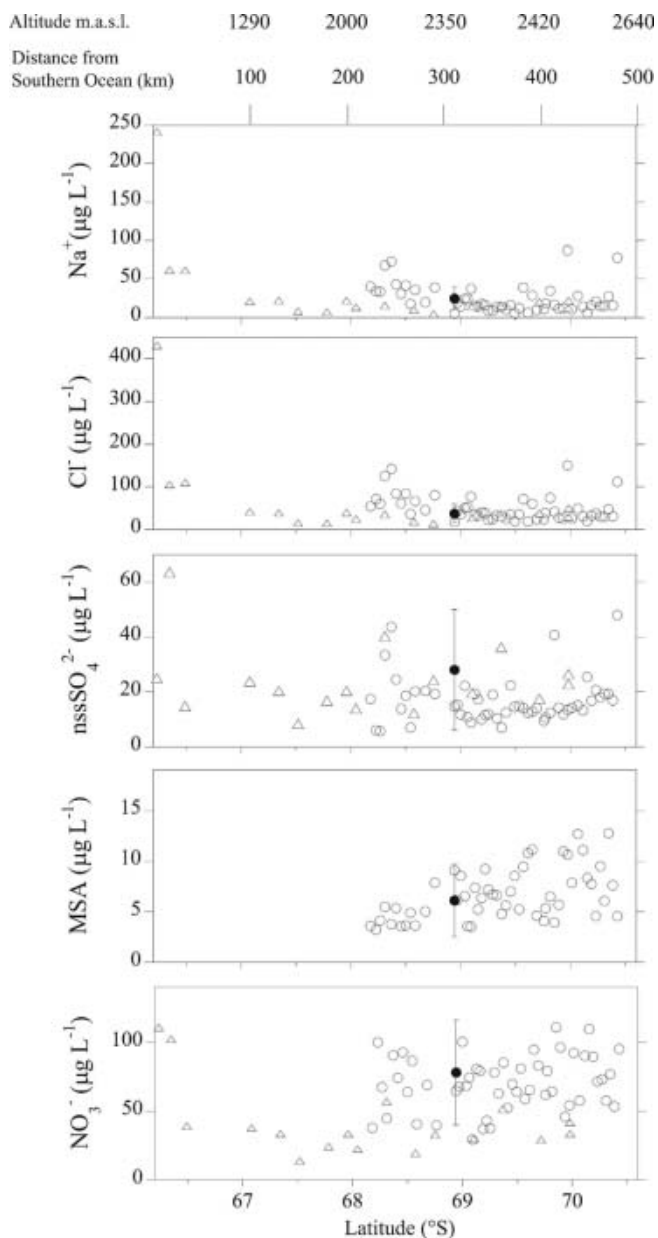 Altitude m.a.s.l. 1290 2000 2350 2420 2640
Distance from
Southern Ocean (km) 100 200 300 400 500
250
200
150
100
50
0
Na⁺ (µg L⁻¹)
400
300
200
100
0
Cl⁻ (µg L⁻¹)
60
40
20
0
nssSO₄²⁻ (µg L⁻¹)
15
10
5
0
MSA (µg L⁻¹)
100
50
0
NO₃⁻ (µg L⁻¹)
67 68 69 70
Latitude (°S)